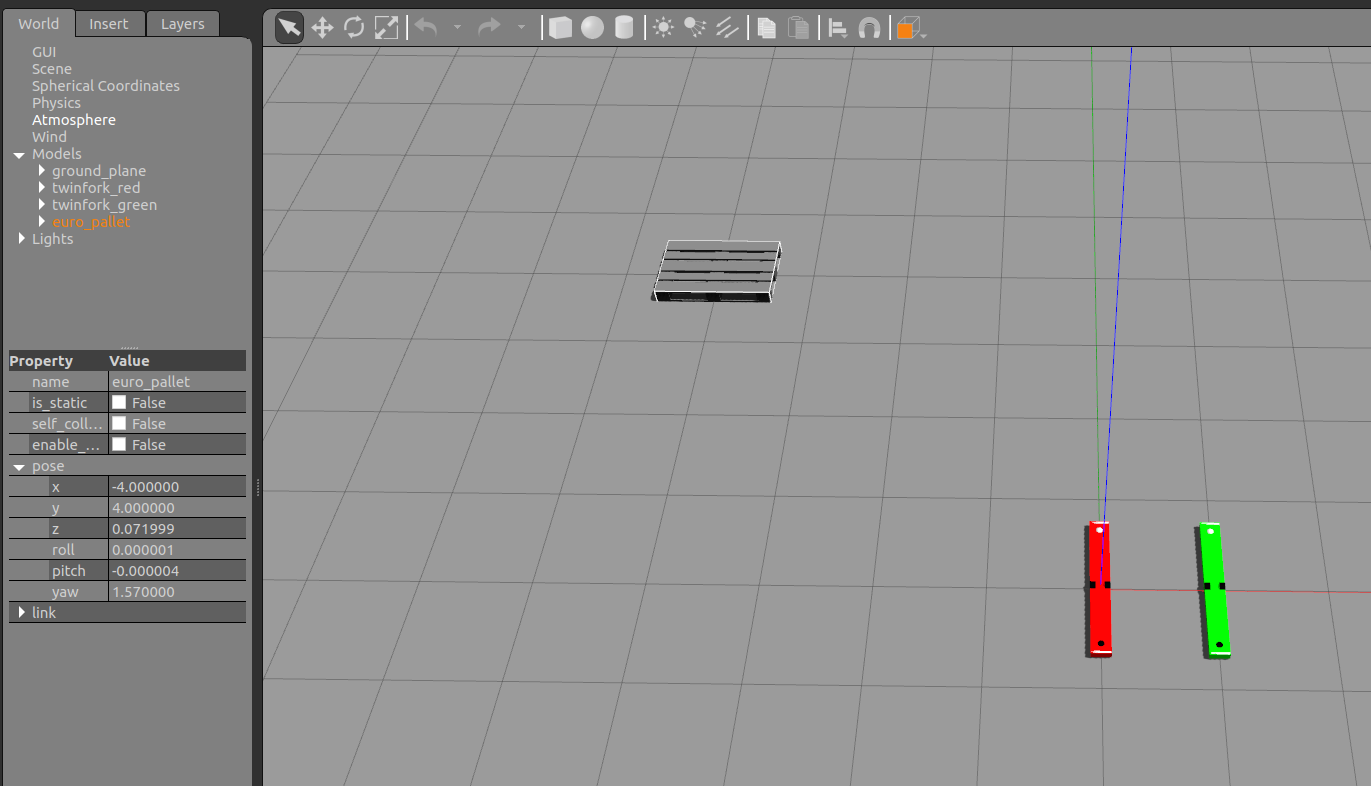 World Insert Layers
GUI
Scene
Spherical Coordinates
Physics
Atmosphere
Wind
Models
ground_plane
twinfork_red
twinfork_green
euro_pallet
Lights
Property Value
name euro_pallet
is_static False
self_coll... False
enable_... False
pose
x -4.000000
y 4.000000
z 0.071999
roll 0.000001
pitch -0.000004
yaw 1.570000
link